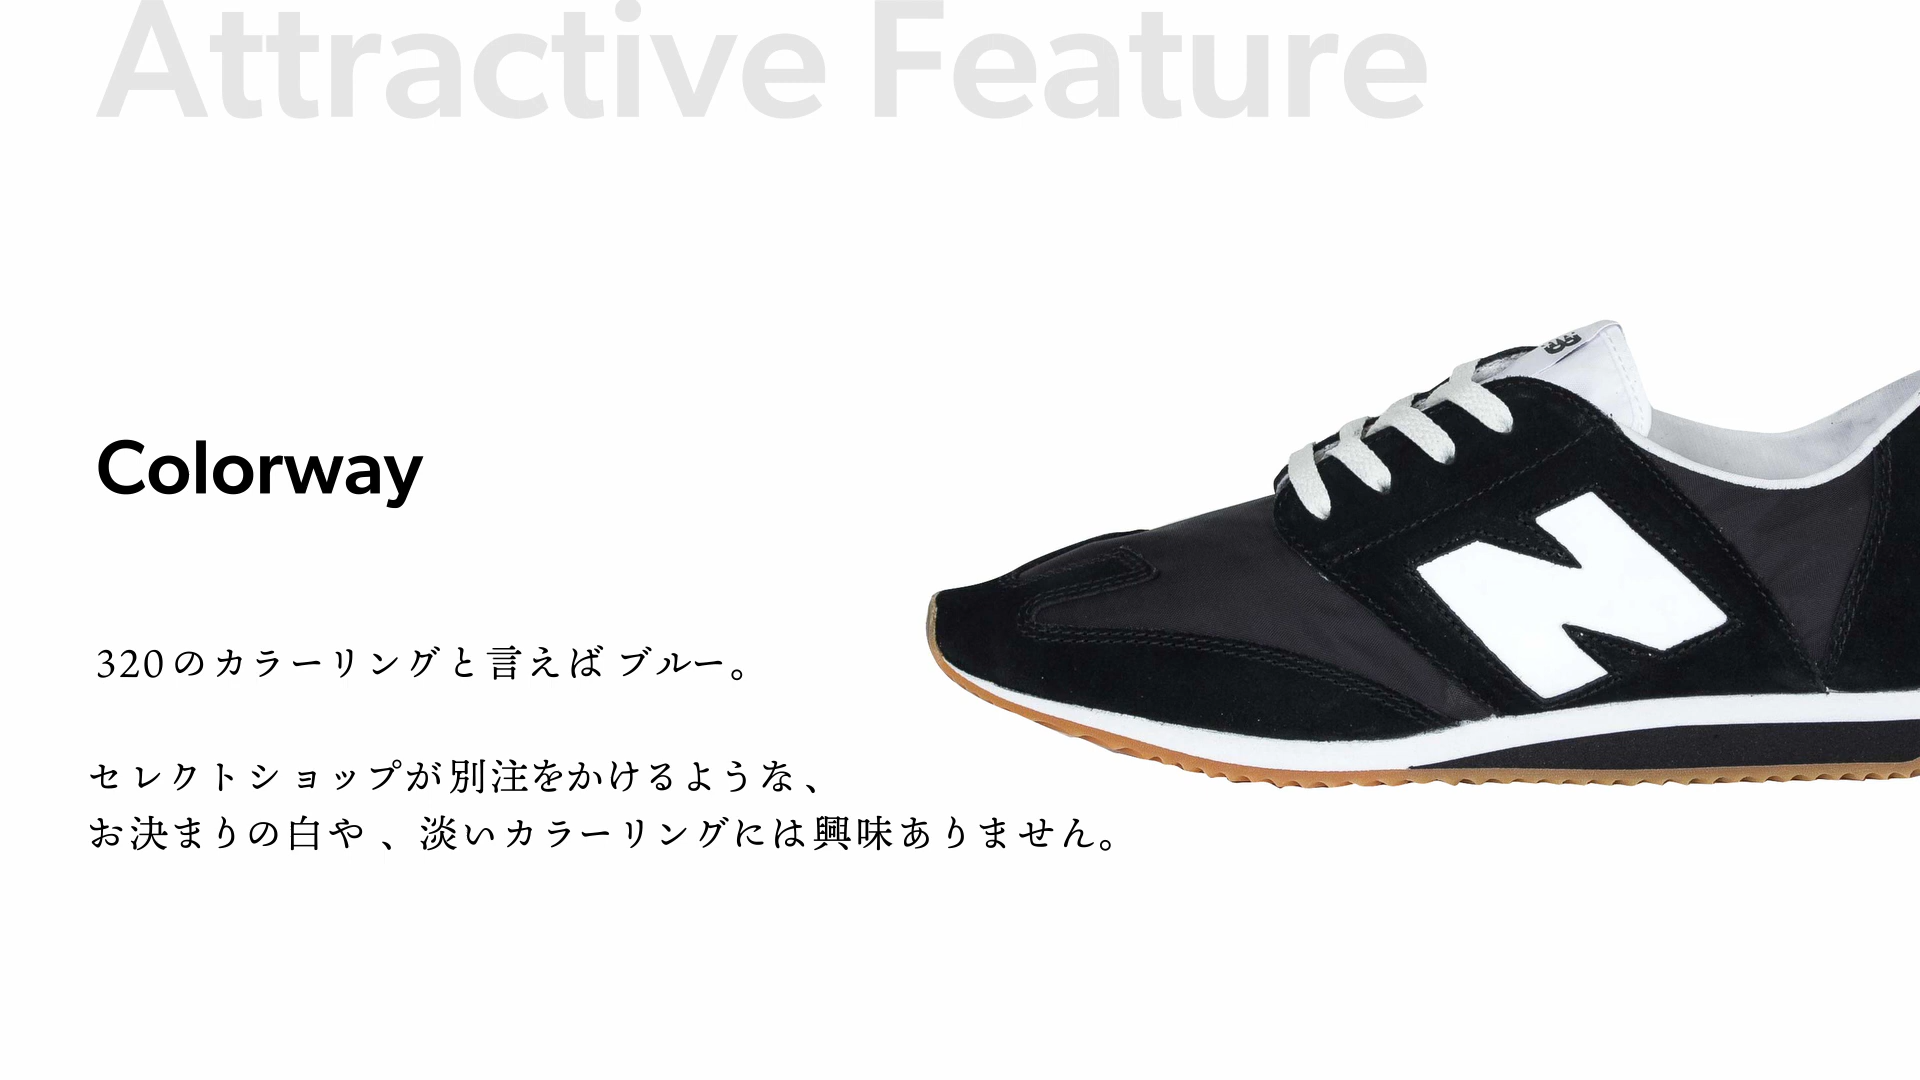 Attractive Feature
Colorway
320のカラーリングと言えばブルー。
セレクトショップが別注をかけるような、
お決まりの白や、淡いカラーリングには興味ありません。
N